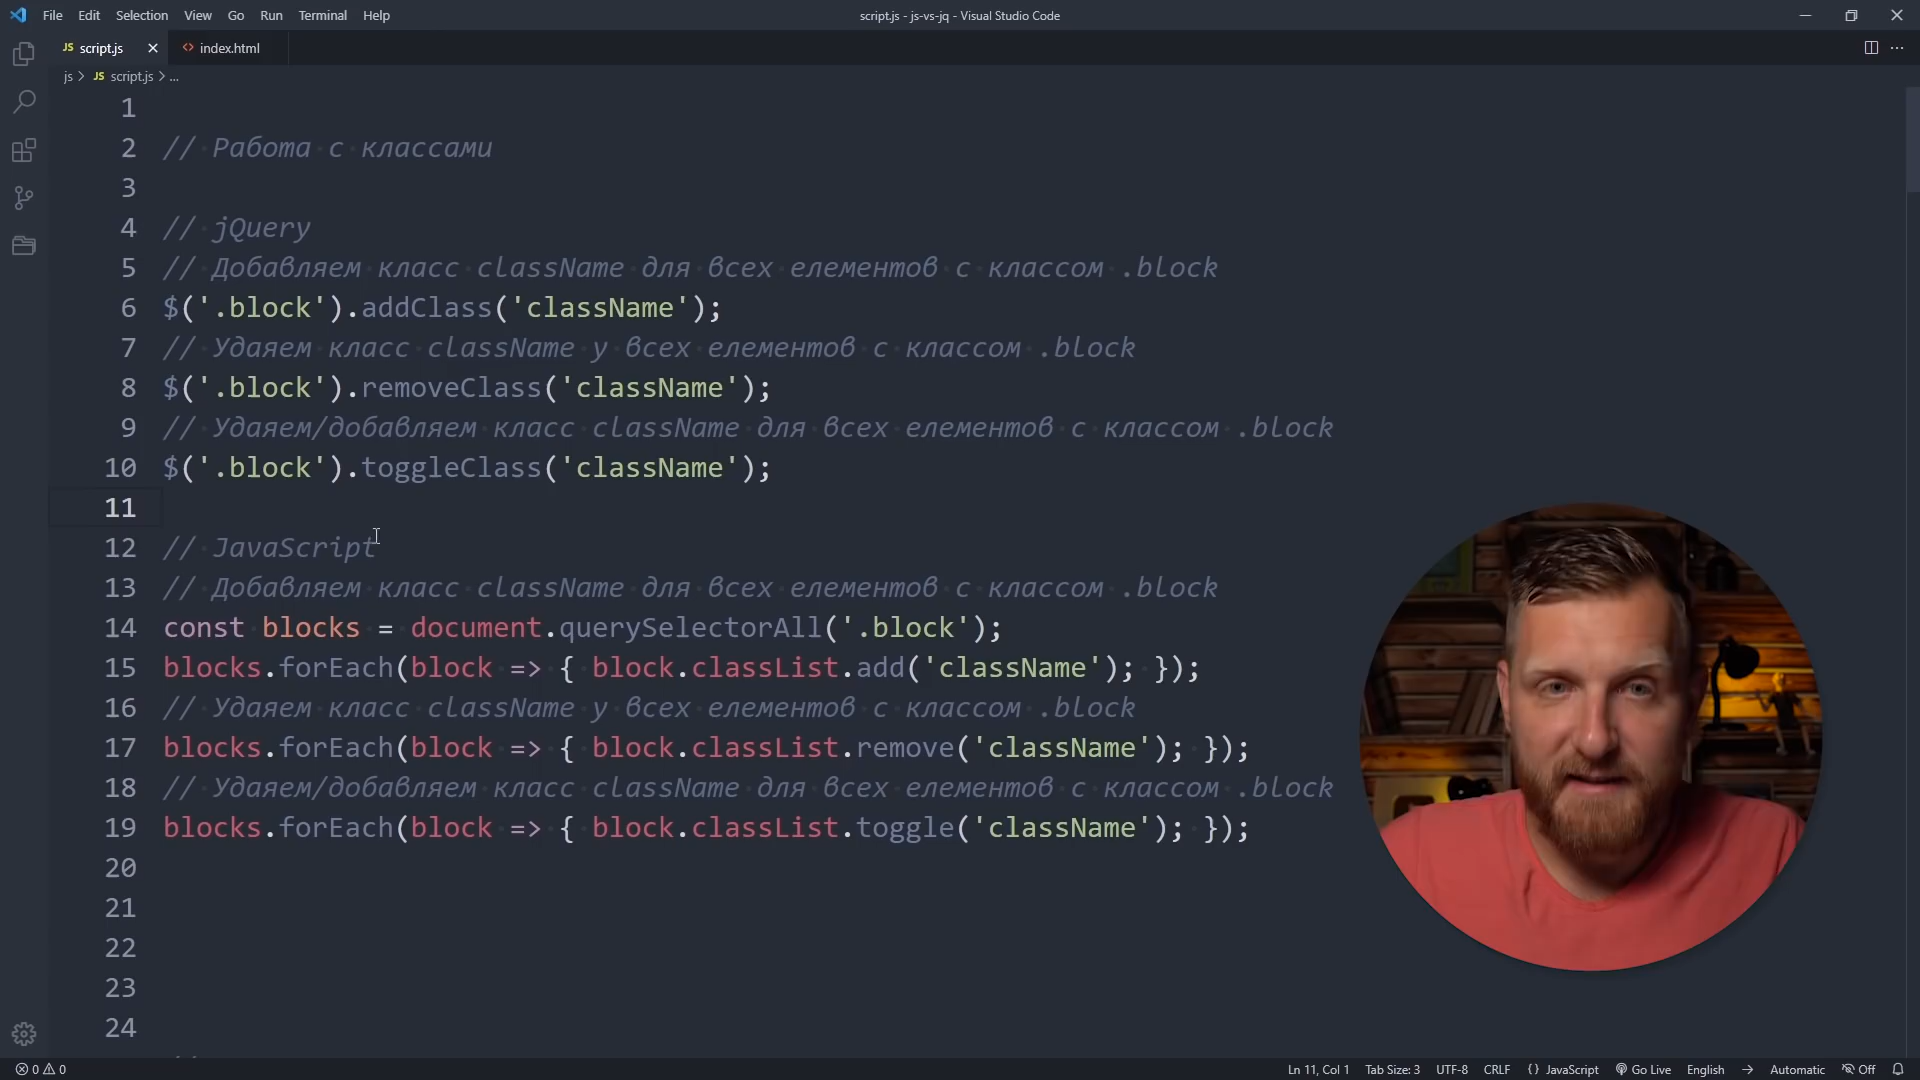 File Edit Selection View Go Run Terminal Help script.js - js-vs-jq - Visual Studio Code
JS script.js index.html
js > JS script.js > ...
1
2 // Работа с классами
3
4 // jQuery
5 // Добавляем класс className для всех елементов с классом .block
6 $('.block').addClass('className');
7 // Удаяем класс className у всех елементов с классом .block
8 $('.block').removeClass('className');
9 // Удаяем/добавляем класс className для всех елементов с классом .block
10 $('.block').toggleClass('className');
11
12 // JavaScript
13 // Добавляем класс className для всех елементов с классом .block
14 const blocks = document.querySelectorAll('.block');
15 blocks.forEach(block => { block.classList.add('className'); });
16 // Удаяем класс className у всех елементов с классом .block
17 blocks.forEach(block => { block.classList.remove('className'); });
18 // Удаяем/добавляем класс className для всех елементов с классом .block
19 blocks.forEach(block => { block.classList.toggle('className'); });
20
21
22
23
24
0 0 Ln 11, Col 1 Tab Size: 3 UTF-8 CRLF {} JavaScript Go Live English → Automatic Off